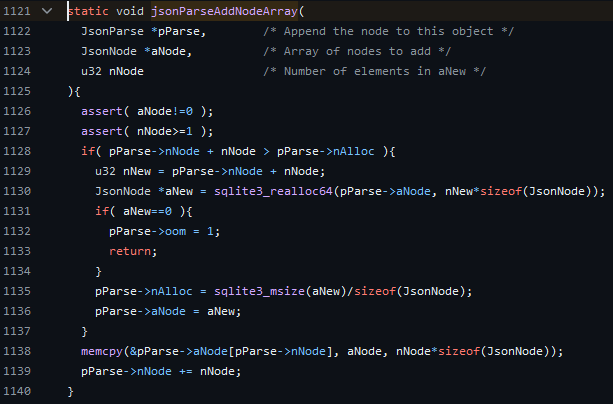 1121 static void jsonParseAddNodeArray(
1122   JsonParse *pParse,        /* Append the node to this object */
1123   JsonNode *aNode,          /* Array of nodes to add */
1124   u32 nNode                 /* Number of elements in aNew */
1125 ){
1126   assert( aNode!=0 );
1127   assert( nNode>=1 );
1128   if( pParse->nNode + nNode > pParse->nAlloc ){
1129     u32 nNew = pParse->nNode + nNode;
1130     JsonNode *aNew = sqlite3_realloc64(pParse->aNode, nNew*sizeof(JsonNode));
1131     if( aNew==0 ){
1132       pParse->oom = 1;
1133       return;
1134     }
1135     pParse->nAlloc = sqlite3_msize(aNew)/sizeof(JsonNode);
1136     pParse->aNode = aNew;
1137   }
1138   memcpy(&pParse->aNode[pParse->nNode], aNode, nNode*sizeof(JsonNode));
1139   pParse->nNode += nNode;
1140 }